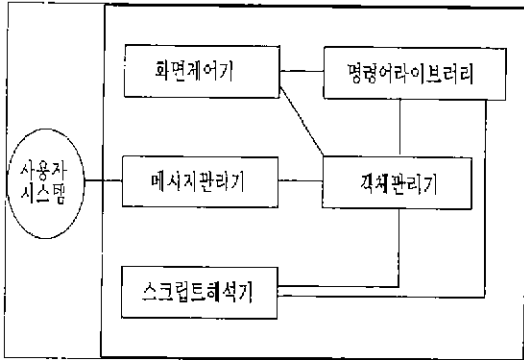 화면제어기
명령어라이브러리
사용자
시스템
메시지관리기
객체관리기
스크립트해석기